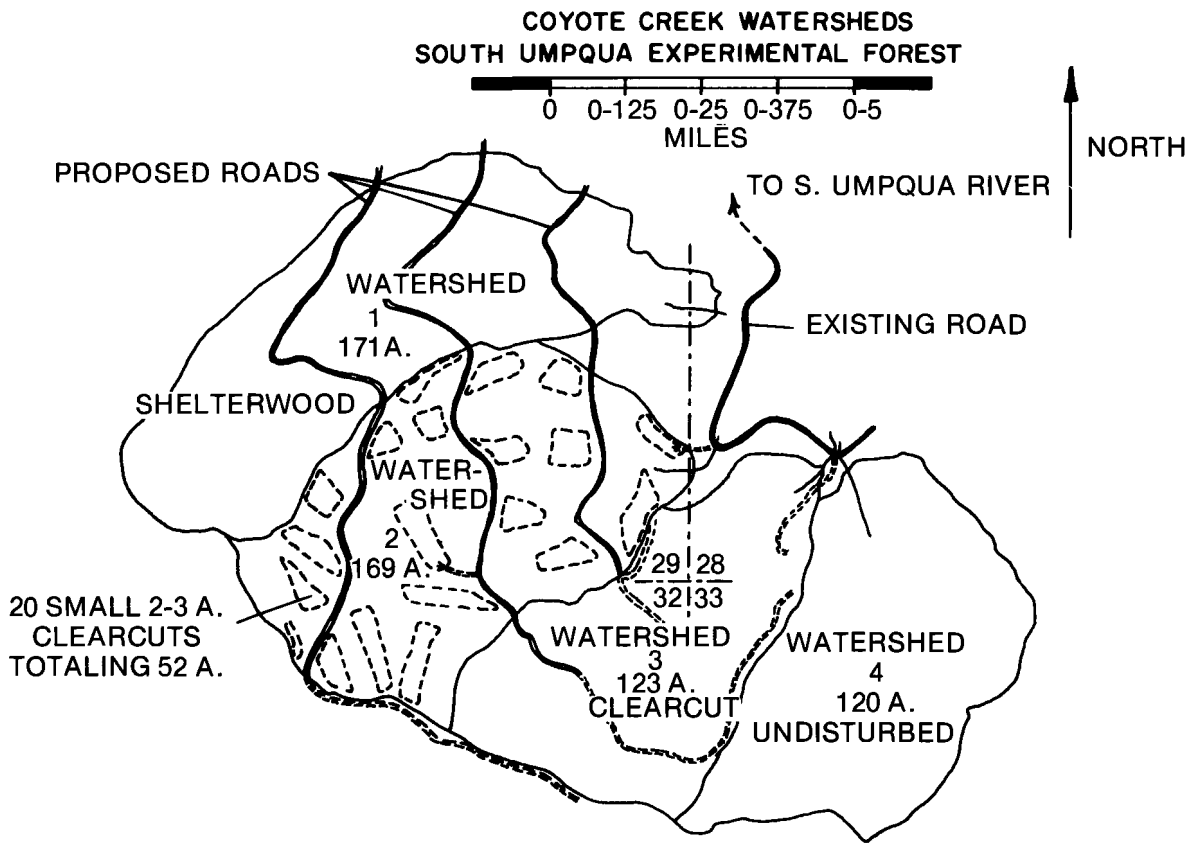 COYOTE CREEK WATERSHEDS
SOUTH UMPQUA EXPERIMENTAL FOREST
0 0-125 0-25 0-375 0-5
MILES
NORTH
PROPOSED ROADS
TO S. UMPQUA RIVER
WATERSHED
1
171 A.
EXISTING ROAD
SHELTERWOOD
WATER-
SHED
2
169 A.
29 28
32 33
20 SMALL 2-3 A.
CLEARCUTS
TOTALING 52 A.
WATERSHED
3
123 A.
CLEARCUT
WATERSHED
4
120 A.
UNDISTURBED